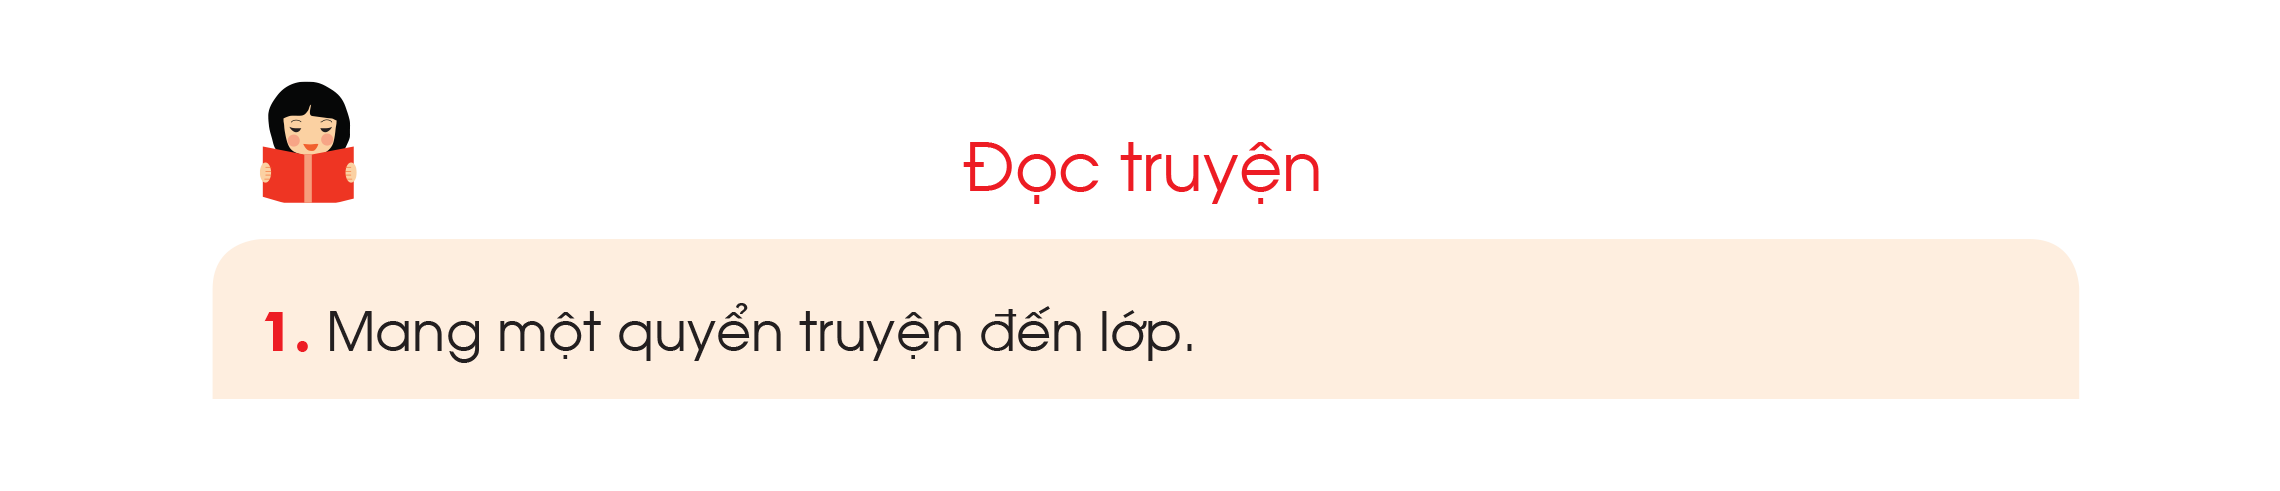 Đọc truyện
1. Mang một quyển truyện đến lớp.